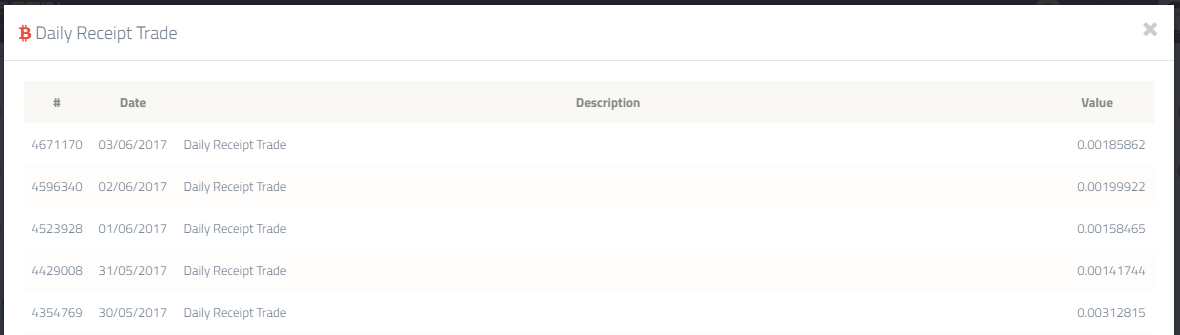 Daily Receipt Trade
# Date Description Value
4671170 03/06/2017 Daily Receipt Trade 0.00185862
4596340 02/06/2017 Daily Receipt Trade 0.00199922
4523928 01/06/2017 Daily Receipt Trade 0.00158465
4429008 31/05/2017 Daily Receipt Trade 0.00141744
4354769 30/05/2017 Daily Receipt Trade 0.00312815